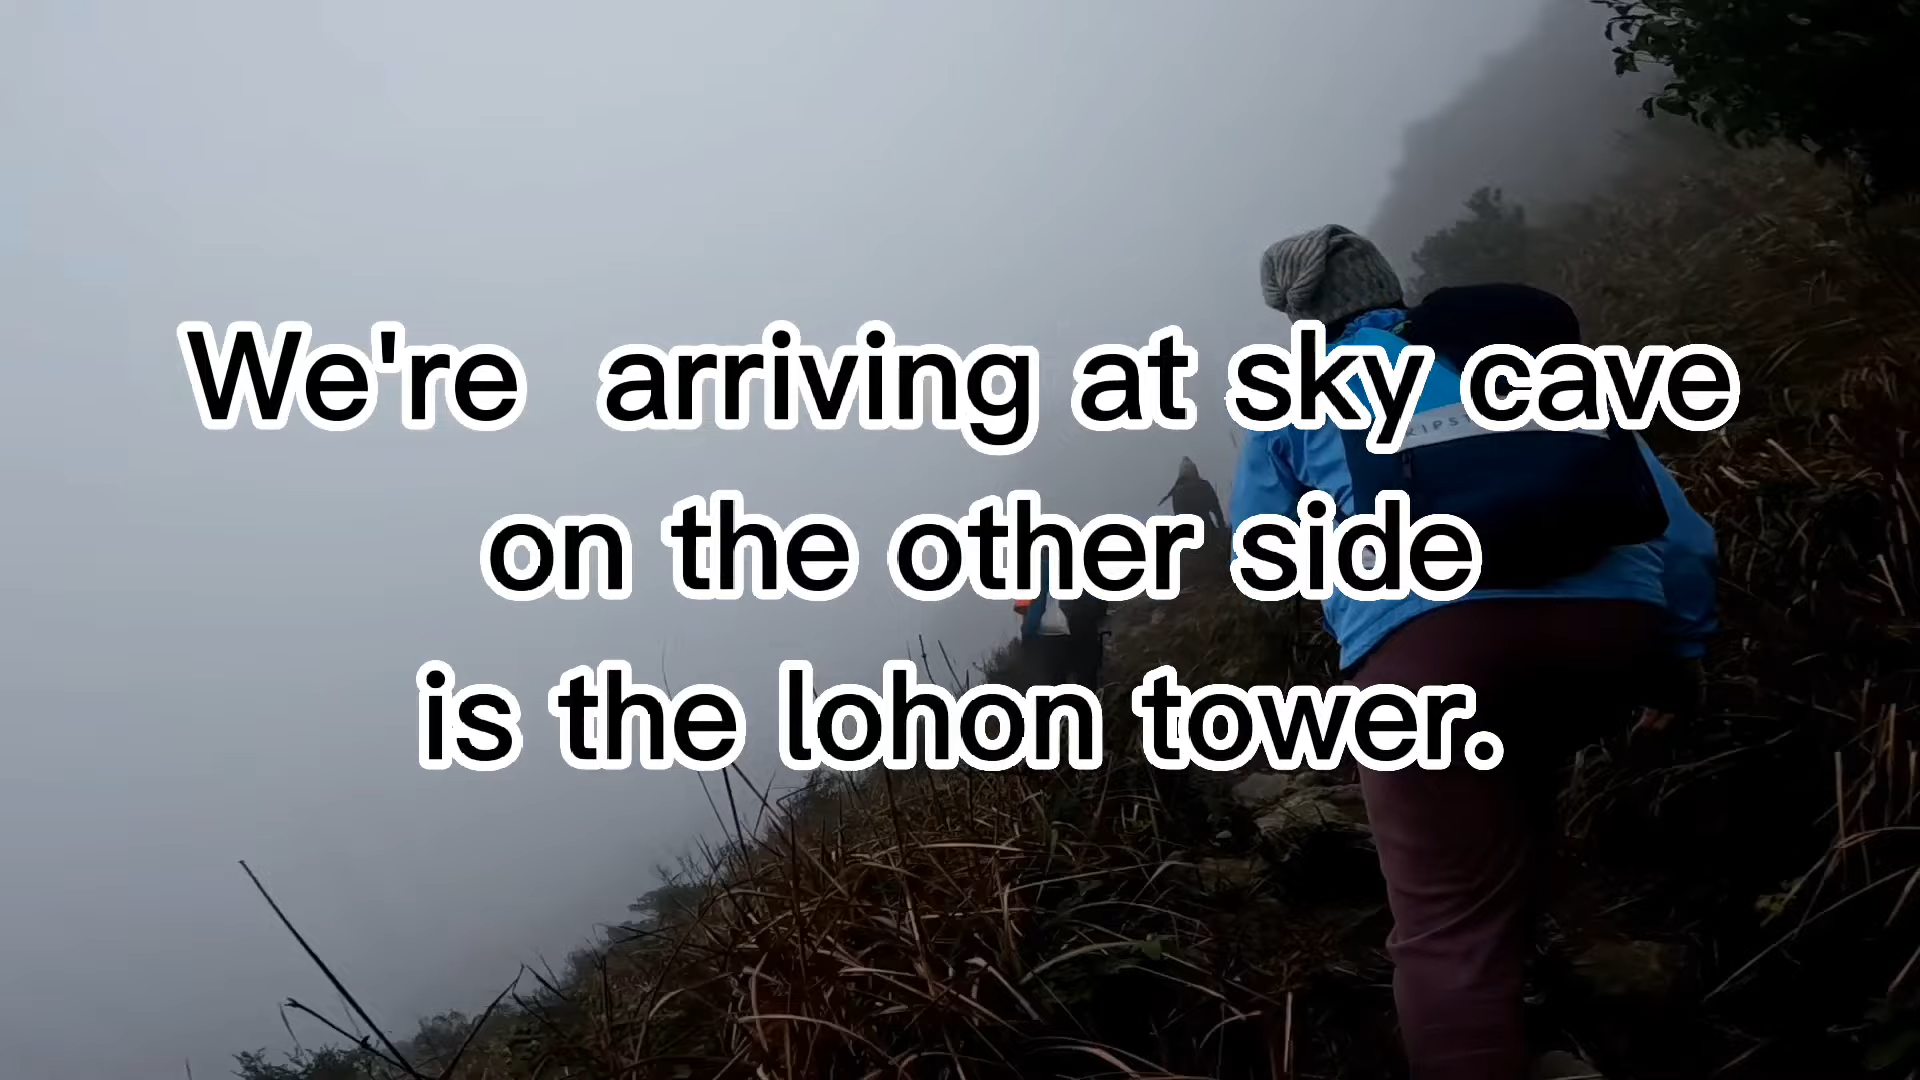 We're  arriving at sky cave
on the other side
is the lohon tower.